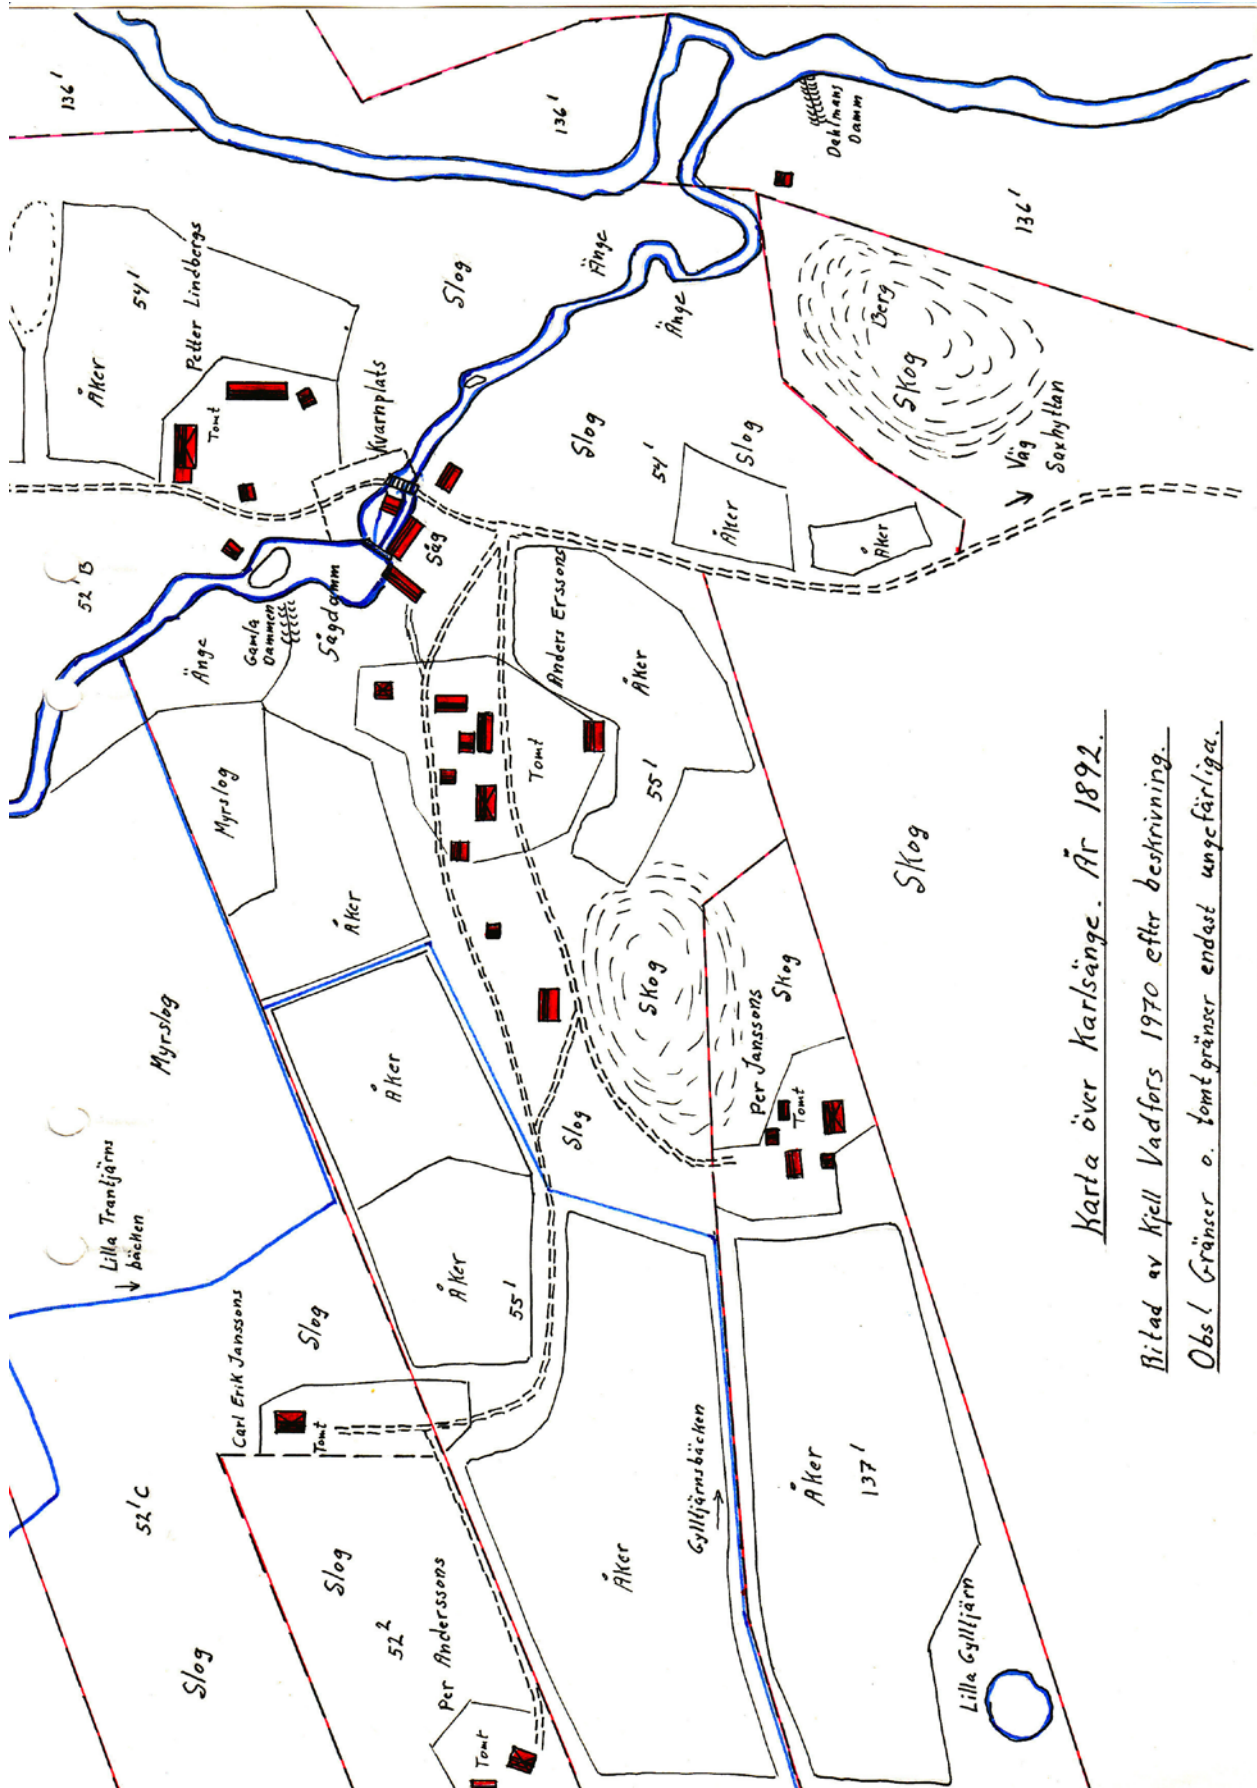 136'
136'
Dahlmans
Damm
136'
54'
Petter Lindbergs
Åker
Tomt
Slog
Änge
Änge
Kvarnplats
Berg
Skog
Väg
Saxhyttan
Slog
54'
Slog
Åker
Åker
52 B
Gamla
Dammen
Sågdamm
Såg
Änge
Myrslog
Anders Erssons
Åker
Tomt
55'
Skog
Åker
Myrslog
Åker
Skog
Skog
Per Janssons
Tomt
Slog
Lilla Trantjärns
bäcken
Åker
55'
Carl Erik Janssons
Slog
Tomt
52'C
Slog
Slog
52²
Per Anderssons
Tomt
Gylltjärnsbäcken
Åker
Åker
137'
Lilla Gylltjärn
Karta över Karlsänge. År 1892.
Ritad av Kjell Vadfors 1970 efter beskrivning.
Obs! Gränser o. tomtgränser endast ungefärliga.